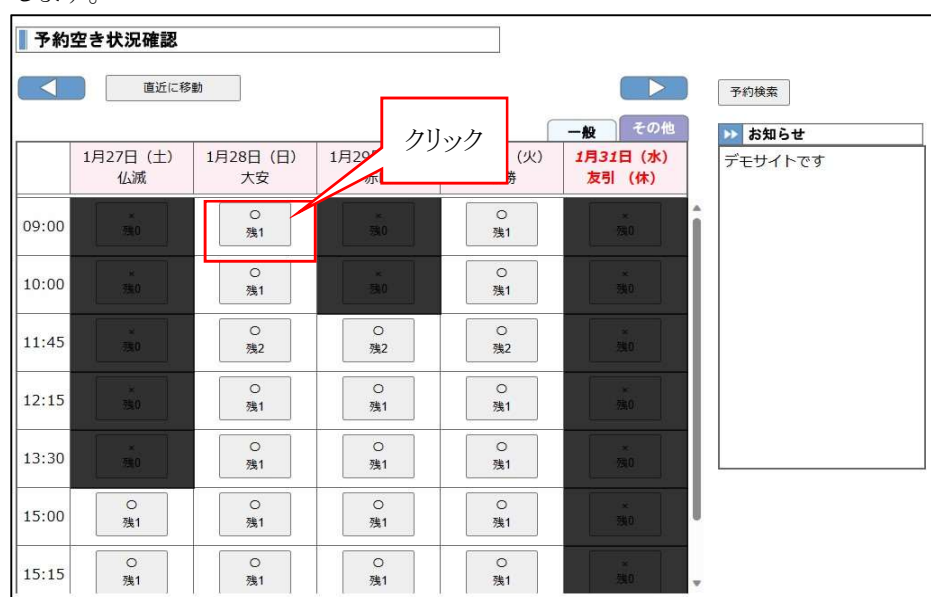 します。
予約空き状況確認
直近に移動
予約検索
クリック
一般 その他
お知らせ
デモサイトです
1月27日（土） 1月28日（日） 1月29 （火） 1月31日（水）
仏滅 大安 友引 （休）
09:00 × 残0 ○ 残1 × 残0 ○ 残1 × 残0
10:00 × 残0 ○ 残1 × 残0 ○ 残1 × 残0
11:45 × 残0 ○ 残2 ○ 残2 ○ 残2 × 残0
12:15 × 残0 ○ 残1 ○ 残1 ○ 残1 × 残0
13:30 × 残0 ○ 残1 ○ 残1 ○ 残1 × 残0
15:00 ○ 残1 ○ 残1 ○ 残1 ○ 残1 × 残0
15:15 ○ 残1 ○ 残1 ○ 残1 ○ 残1 × 残0